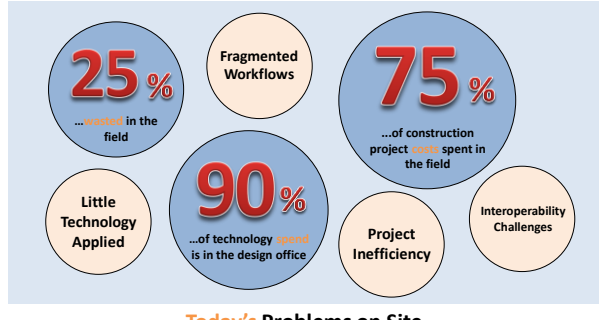 25 %
...wasted in the
field
Fragmented
Workflows
75 %
...of construction
project costs spent in
the field
Little
Technology
Applied
90 %
...of technology spend
is in the design office
Project
Inefficiency
Interoperability
Challenges
Today's Problems on Site